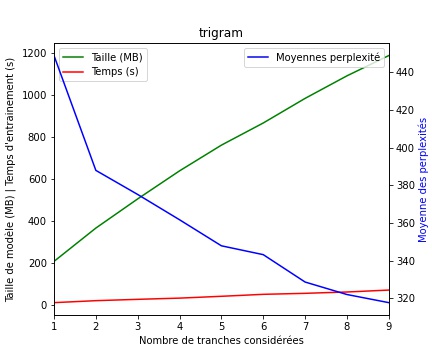 trigram
Taille (MB)
Temps (s)
Moyennes perplexité
1200
1000
800
600
400
200
0
440
420
400
380
360
340
320
Taille de modèle (MB) | Temps d'entrainement (s)
Moyenne des perplexités
1 2 3 4 5 6 7 8 9
Nombre de tranches considérées